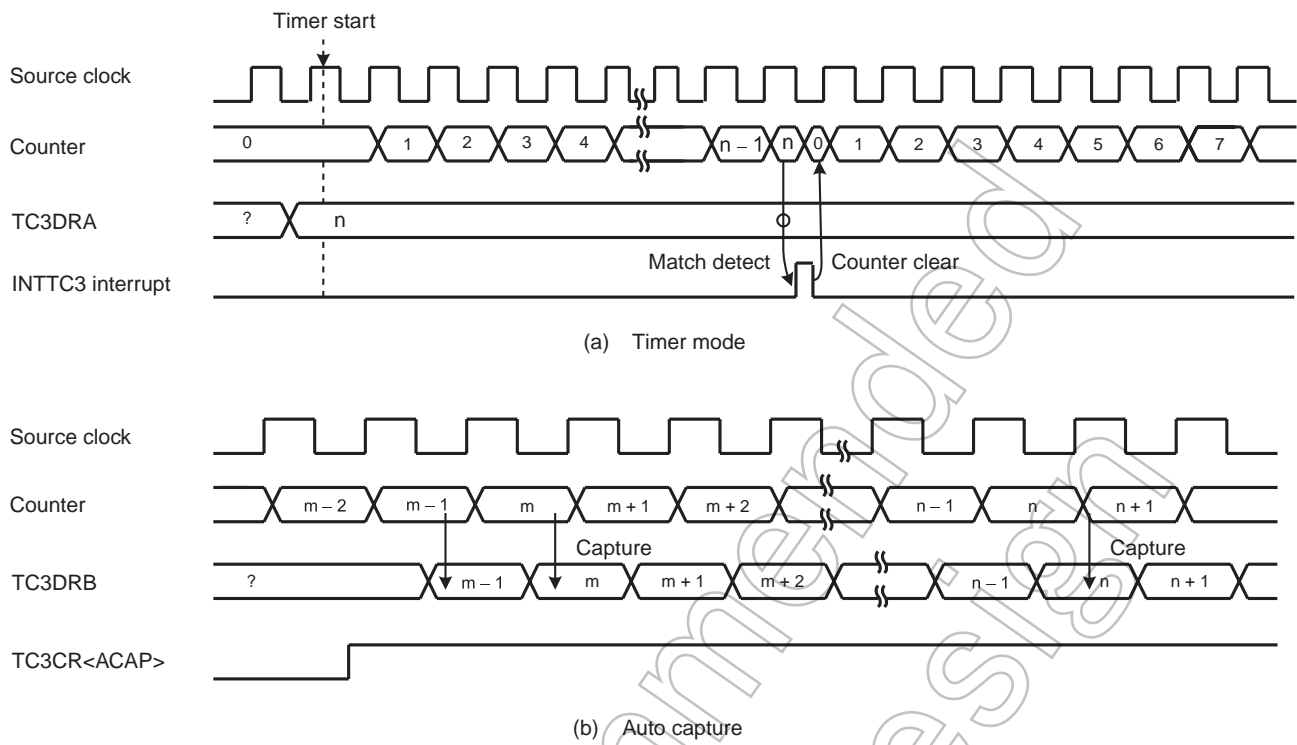 Timer start
Source clock
Counter 0 1 2 3 4 n – 1 n 0 1 2 3 4 5 6 7
TC3DRA ? n
Match detect Counter clear
INTTC3 interrupt
(a) Timer mode
Source clock
Counter m – 2 m – 1 m m + 1 m + 2 n – 1 n n + 1
Capture Capture
TC3DRB ? m – 1 m m + 1 m + 2 n – 1 n n + 1
TC3CR<ACAP>
(b) Auto capture